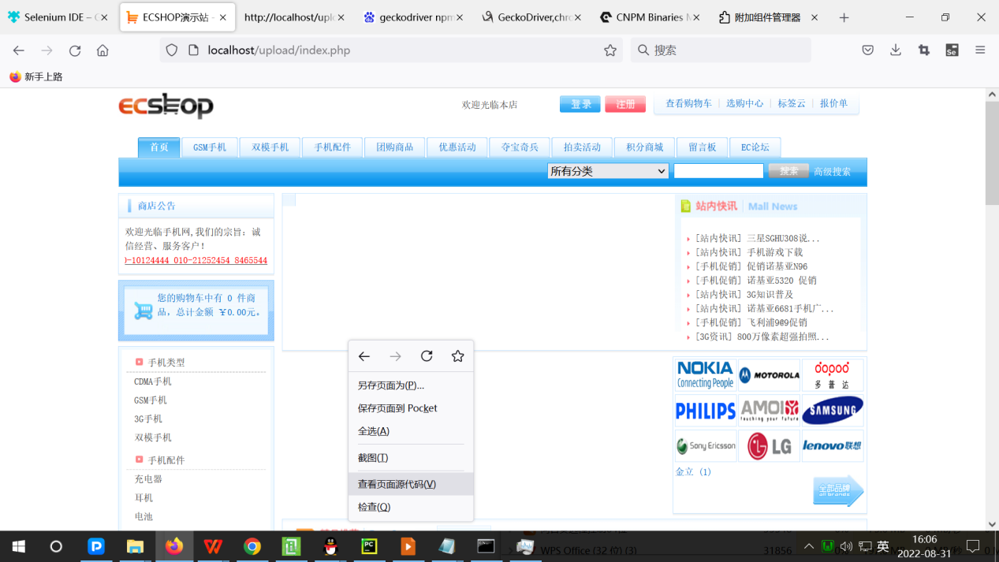 Selenium IDE – 
ECSHOP演示站 -
http://localhost/uplo
geckodriver npm
GeckoDriver,chro
CNPM Binaries M
附加组件管理器
localhost/upload/index.php
搜索
新手上路
ecshop
欢迎光临本店
登录
注册
查看购物车
选购中心
标签云
报价单
首页
GSM手机
双模手机
手机配件
团购商品
优惠活动
夺宝奇兵
拍卖活动
积分商城
留言板
EC论坛
所有分类
搜索
高级搜索
商店公告
欢迎光临手机网,我们的宗旨：诚
信经营、服务客户！
0-10124444 010-21252454 8465544
您的购物车中有 0 件商
品，总计金额 ￥0.00元。
手机类型
CDMA手机
GSM手机
3G手机
双模手机
手机配件
充电器
耳机
电池
站内快讯 Mall News
[站内快讯] 三星SGHU308说...
[站内快讯] 手机游戏下载
[手机促销] 促销诺基亚N96
[手机促销] 诺基亚5320 促销
[站内快讯] 3G知识普及
[站内快讯] 诺基亚6681手机广...
[手机促销] 飞利浦9@9促销
[3G资讯] 800万像素超强拍照...
另存页面为(P)...
保存页面到 Pocket
全选(A)
截图(T)
查看页面源代码(V)
检查(Q)
NOKIA
Connecting People
MOTOROLA
dopod
多普达
PHILIPS
AMOI
touching your future
SAMSUNG
Sony Ericsson
LG
lenovo联想
金立 (1)
全部品牌
all brands
WPS Office (32 位) (3)
31856
英
16:06
2022-08-31